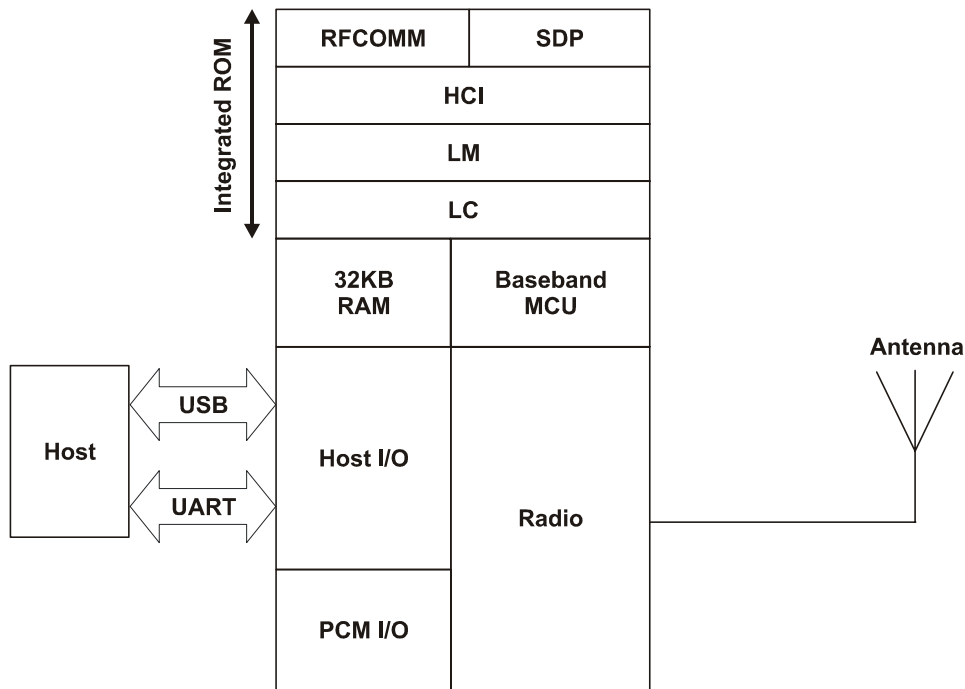 Integrated ROM
RFCOMM
SDP
HCI
LM
LC
32KB
RAM
Baseband
MCU
Antenna
USB
Host
Host I/O
UART
Radio
PCM I/O